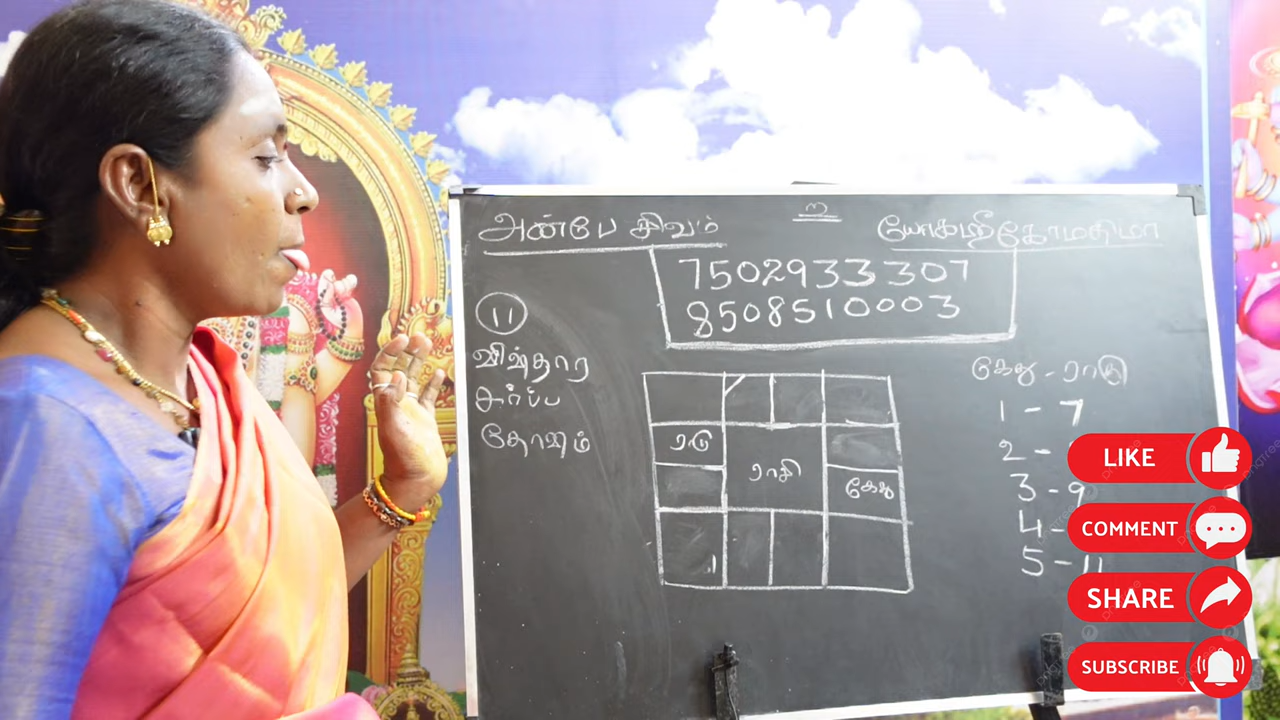 உ
அன்பே சிவம்
யோகஸ்ரீ கோமதிமா
7502933307
8508510003
11
விஷ்தார
சர்ப்ப
தோஷம்
ராகு
ராசி
கேது
கேது - ராகு
1 - 7
2 -
3 - 9
4 -
5 - 11
LIKE
COMMENT
SHARE
SUBSCRIBE